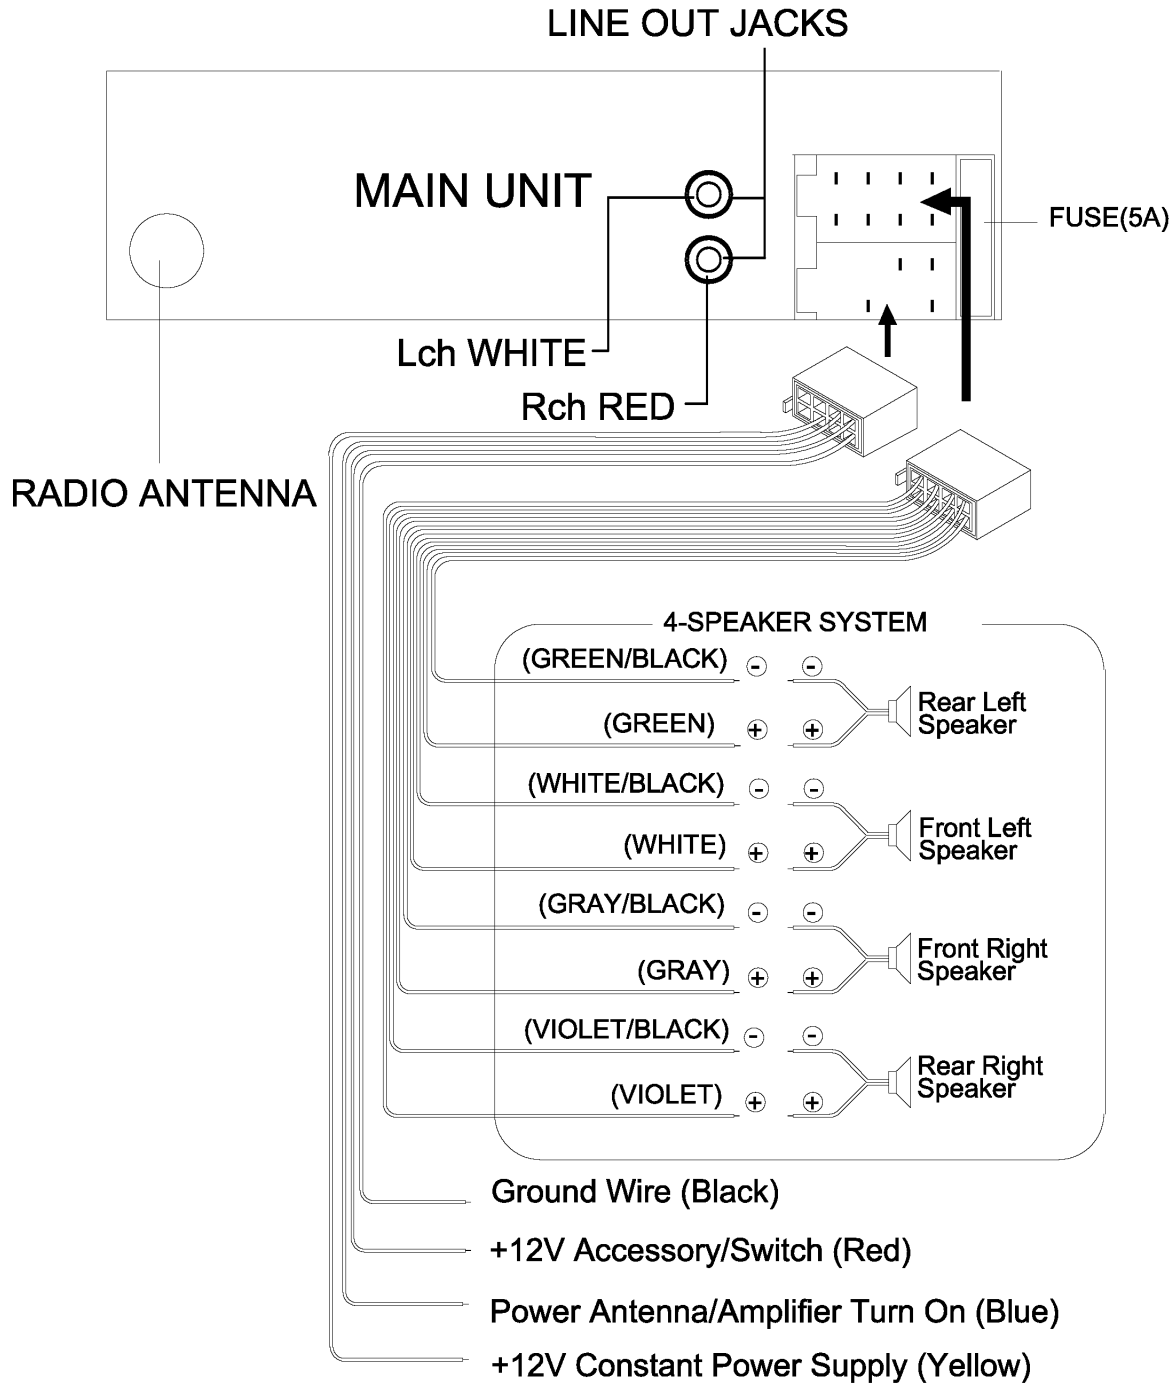 LINE OUT JACKS
MAIN UNIT
FUSE(5A)
Lch WHITE
Rch RED
RADIO ANTENNA
4-SPEAKER SYSTEM
(GREEN/BLACK) - -
Rear Left
Speaker
(GREEN) + +
(WHITE/BLACK) - -
Front Left
Speaker
(WHITE) + +
(GRAY/BLACK) - -
Front Right
Speaker
(GRAY) + +
(VIOLET/BLACK) - -
Rear Right
Speaker
(VIOLET) + +
Ground Wire (Black)
+12V Accessory/Switch (Red)
Power Antenna/Amplifier Turn On (Blue)
+12V Constant Power Supply (Yellow)